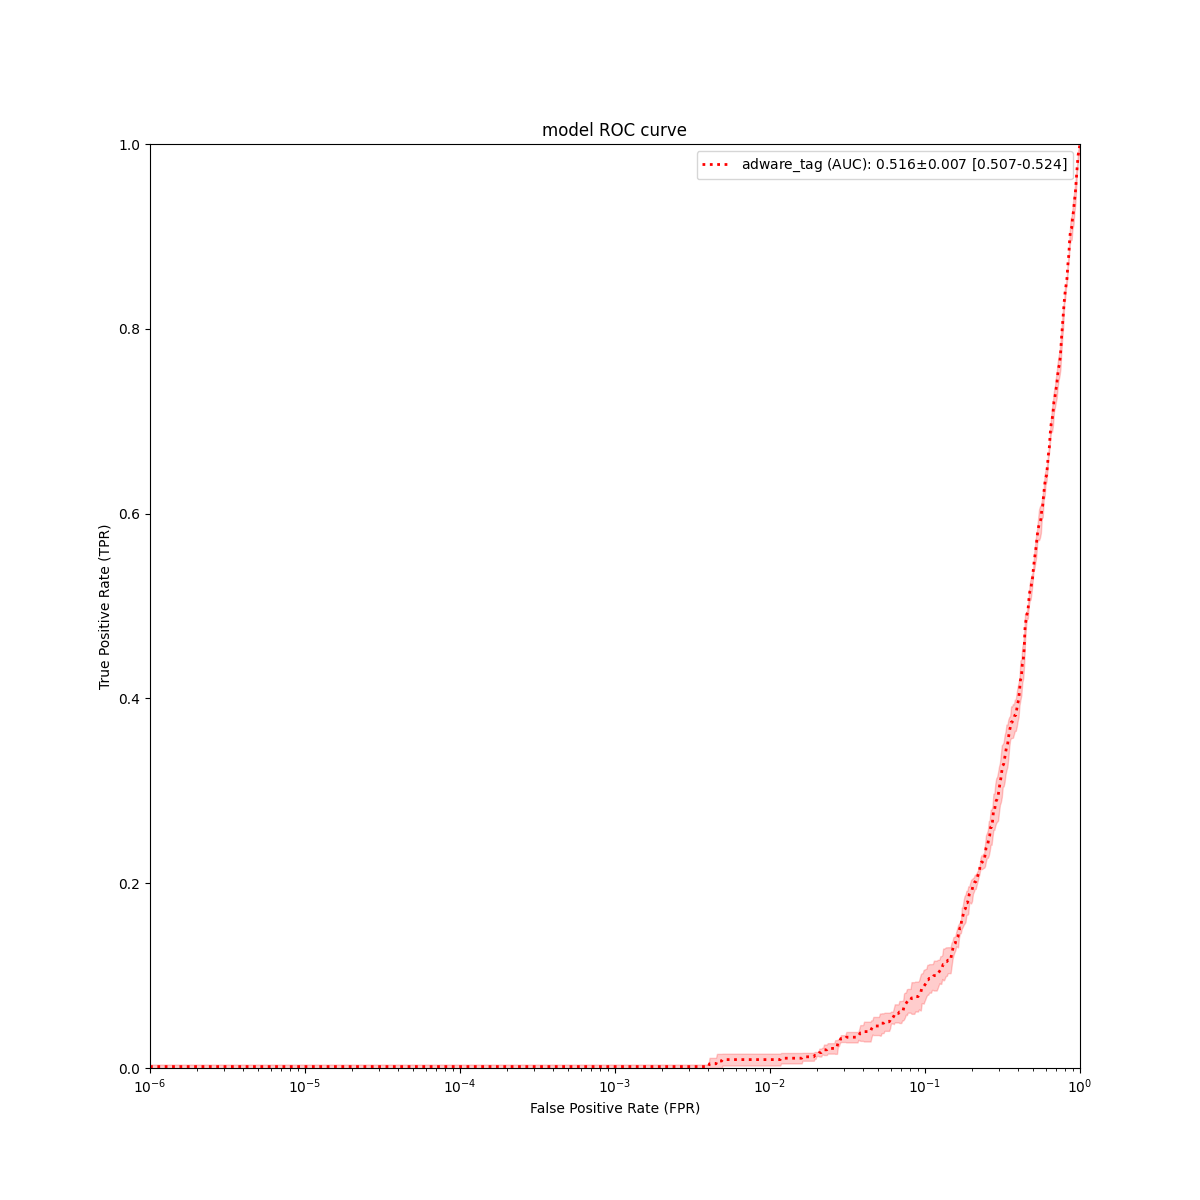 model ROC curve
adware_tag (AUC): 0.516±0.007 [0.507-0.524]
True Positive Rate (TPR)
1.0
0.8
0.6
0.4
0.2
0.0
10⁻⁶ 10⁻⁵ 10⁻⁴ 10⁻³ 10⁻² 10⁻¹ 10⁰
False Positive Rate (FPR)